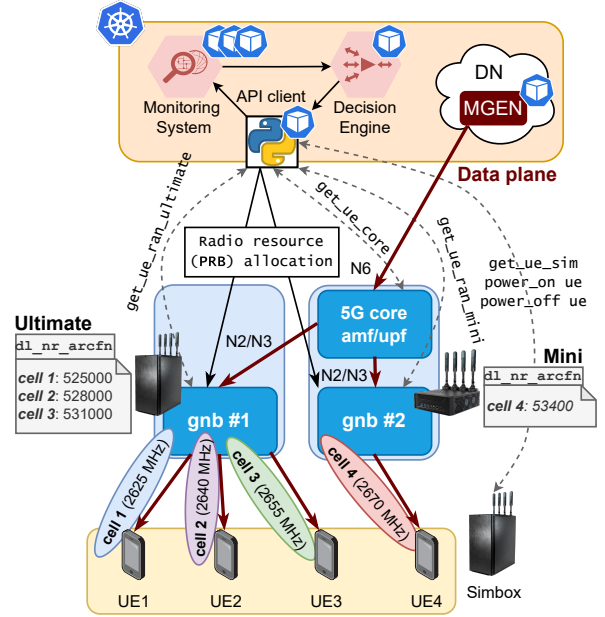 Monitoring
System
API client
Decision
Engine
DN
MGEN
Data plane
get_ue_ran_ultimate
get_ue_core
get_ue_ran_mini
get_ue_sim
power_on ue
power_off ue
Radio resource
(PRB) allocation
N6
5G core
amf/upf
N2/N3
N2/N3
Ultimate
dl_nr_arcfn
cell 1: 525000
cell 2: 528000
cell 3: 531000
Mini
dl_nr_arcfn
cell 4: 53400
gnb #1
gnb #2
cell 1 (2625 MHz)
cell 2 (2640 MHz)
cell 3 (2655 MHz)
cell 4 (2670 MHz)
UE1
UE2
UE3
UE4
Simbox